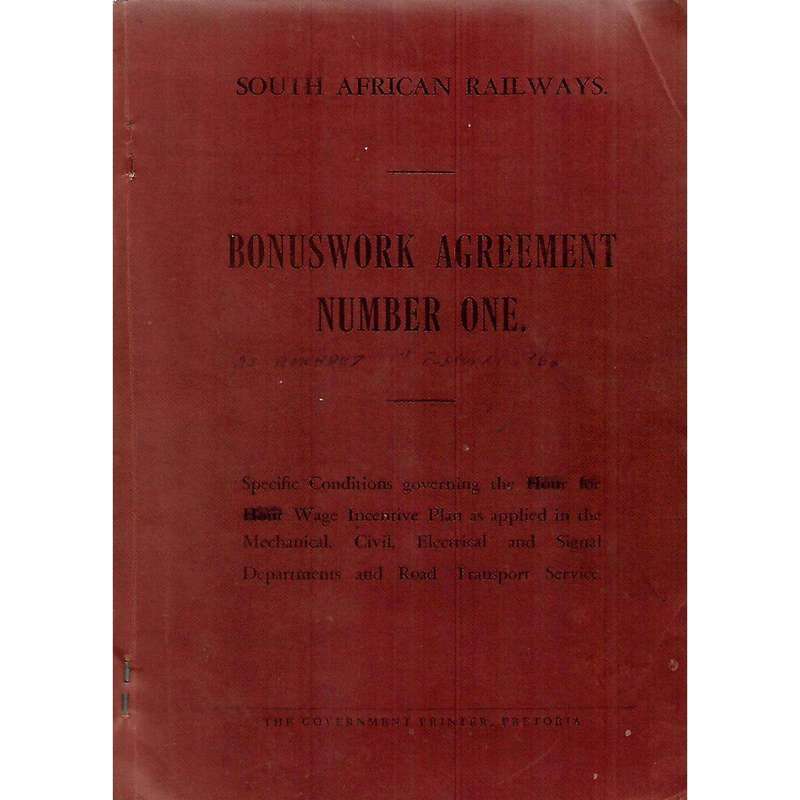 SOUTH AFRICAN RAILWAYS.
BONUSWORK AGREEMENT
NUMBER ONE.
AS
Specific Conditions governing the Hour for
Hour Wage Incentive Plan as applied in the
Mechanical, Civil, Electrical and Signal
Departments and Road Transport Service.
THE GOVERNMENT PRINTER, PRETORIA